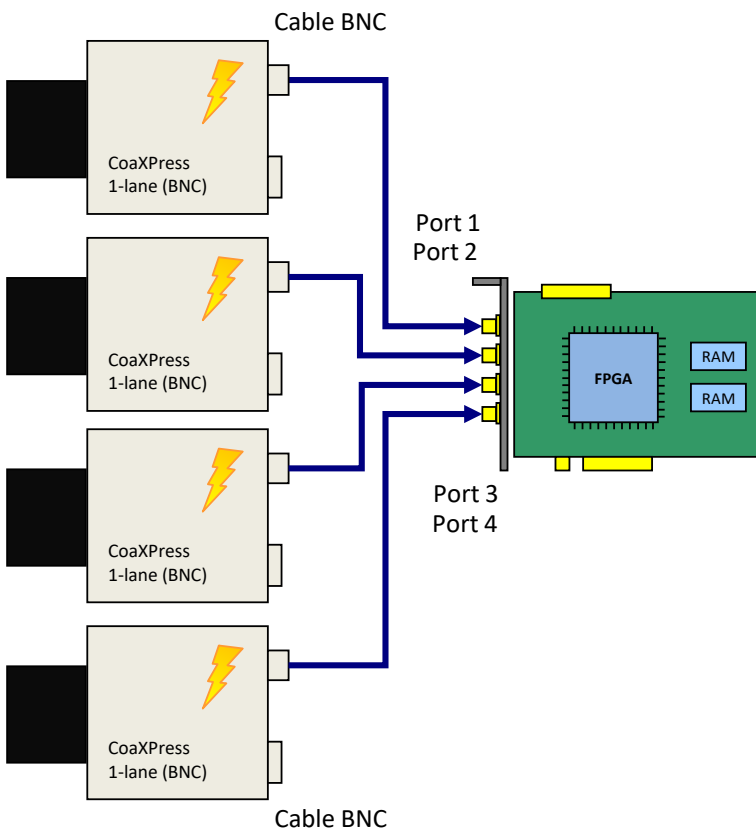 Cable BNC
CoaXPress
1-lane (BNC)
Port 1
Port 2
CoaXPress
1-lane (BNC)
FPGA
RAM
RAM
CoaXPress
1-lane (BNC)
Port 3
Port 4
CoaXPress
1-lane (BNC)
Cable BNC